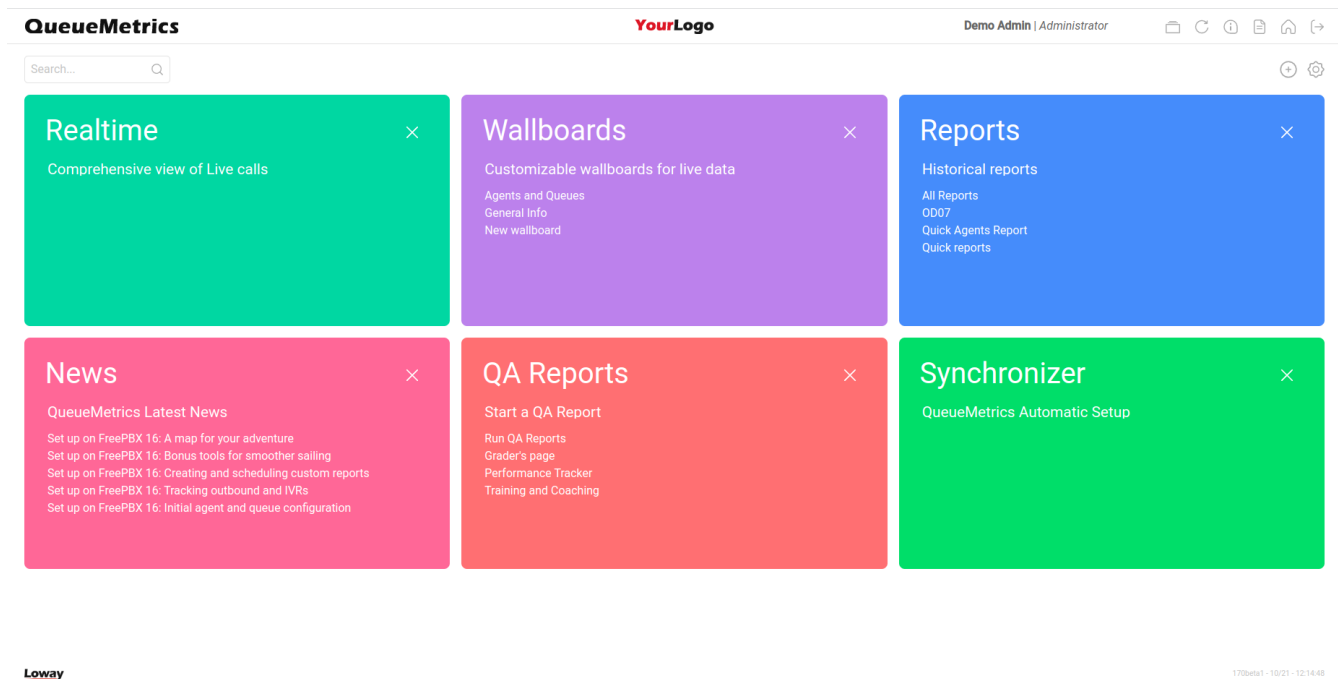 QueueMetrics
YourLogo
Demo Admin | Administrator
Search...
Realtime
Comprehensive view of Live calls
Wallboards
Customizable wallboards for live data
Agents and Queues
General Info
New wallboard
Reports
Historical reports
All Reports
OD07
Quick Agents Report
Quick reports
News
QueueMetrics Latest News
Set up on FreePBX 16: A map for your adventure
Set up on FreePBX 16: Bonus tools for smoother sailing
Set up on FreePBX 16: Creating and scheduling custom reports
Set up on FreePBX 16: Tracking outbound and IVRs
Set up on FreePBX 16: Initial agent and queue configuration
QA Reports
Start a QA Report
Run QA Reports
Grader's page
Performance Tracker
Training and Coaching
Synchronizer
QueueMetrics Automatic Setup
Loway
170beta1 - 10/21 - 12:14:48